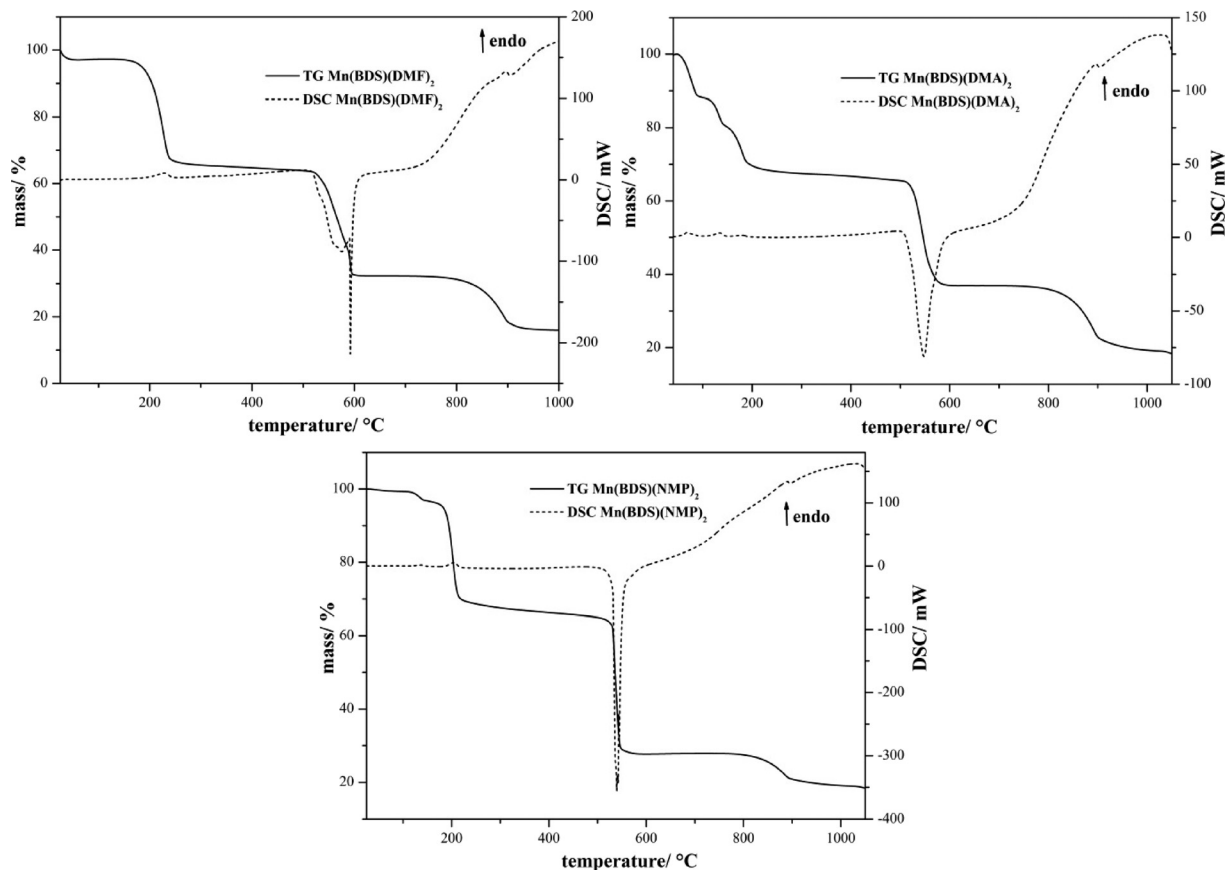 200
150
100
150
↑ endo
100
100
TG Mn(BDS)(DMF)₂
DSC Mn(BDS)(DMF)₂
TG Mn(BDS)(DMA)₂
DSC Mn(BDS)(DMA)₂
↑ endo
80
100
80
100
mass/ %
60
0
DSC/ mW
mass/ %
60
50
DSC/ mW
40
-100
40
0
20
-200
20
-50
0
-100
200
400
600
800
1000
200
400
600
800
1000
temperature/ °C
temperature/ °C
100
TG Mn(BDS)(NMP)₂
DSC Mn(BDS)(NMP)₂
↑ endo
100
80
0
mass/ %
60
-100
DSC/ mW
-200
40
-300
20
-400
200
400
600
800
1000
temperature/ °C